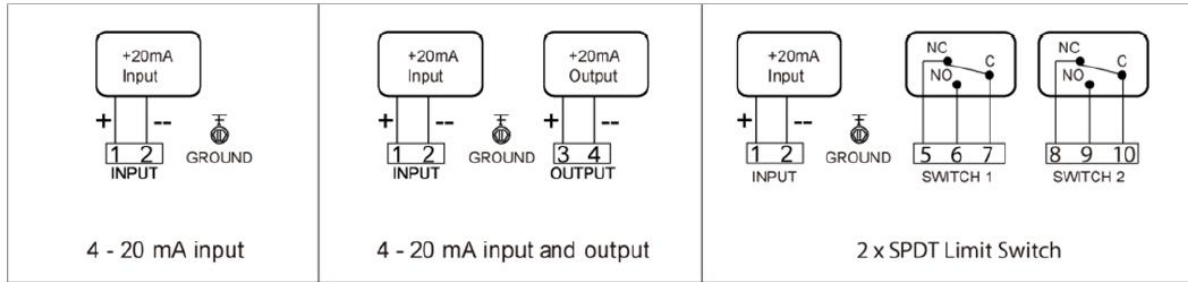 +20mA
Input
+ --
1 2
INPUT
GROUND
4 - 20 mA input
+20mA
Input
+ --
1 2
INPUT
GROUND
+20mA
Output
+ --
3 4
OUTPUT
4 - 20 mA input and output
+20mA
Input
+ --
1 2
INPUT
GROUND
NC
C
NO
5 6 7
SWITCH 1
NC
C
NO
8 9 10
SWITCH 2
2 x SPDT Limit Switch